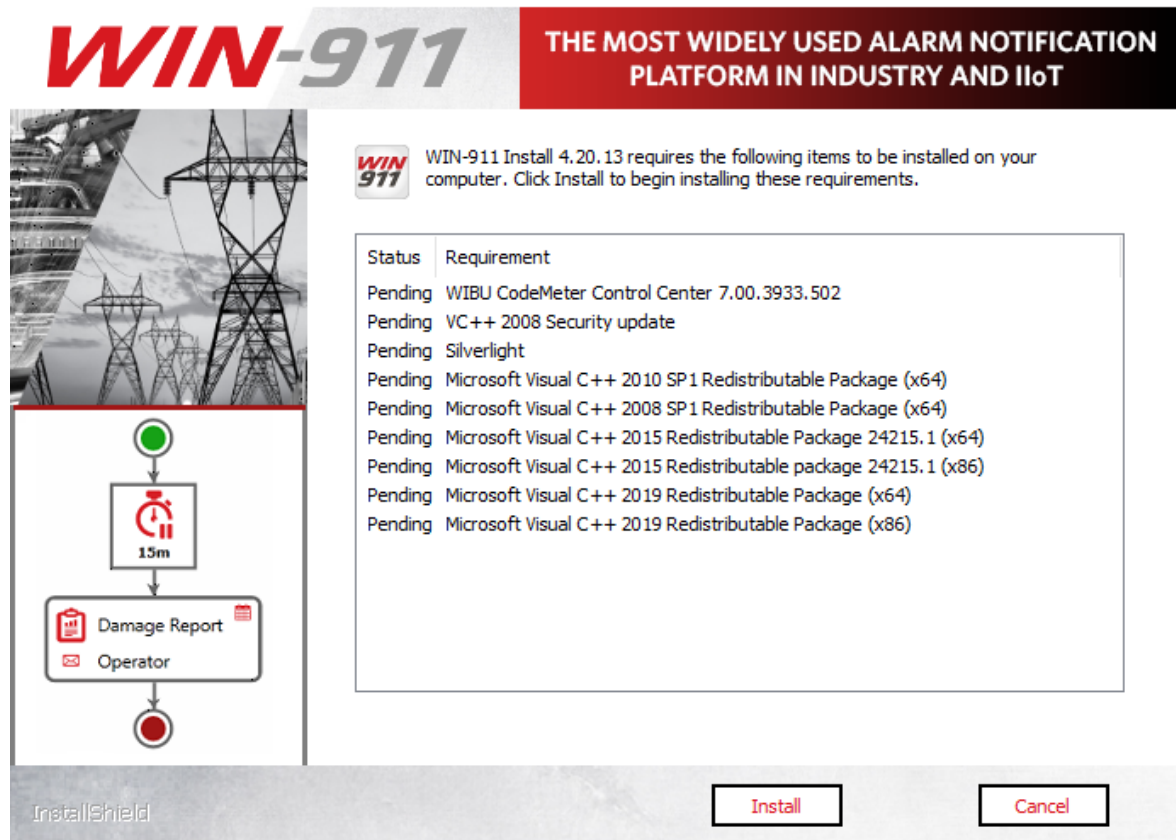 WIN-911
THE MOST WIDELY USED ALARM NOTIFICATION
PLATFORM IN INDUSTRY AND IIoT
WIN
911
WIN-911 Install 4.20.13 requires the following items to be installed on your
computer. Click Install to begin installing these requirements.
Status Requirement
Pending WIBU CodeMeter Control Center 7.00.3933.502
Pending VC++ 2008 Security update
Pending Silverlight
Pending Microsoft Visual C++ 2010 SP1 Redistributable Package (x64)
Pending Microsoft Visual C++ 2008 SP1 Redistributable Package (x64)
Pending Microsoft Visual C++ 2015 Redistributable Package 24215.1 (x64)
Pending Microsoft Visual C++ 2015 Redistributable package 24215.1 (x86)
Pending Microsoft Visual C++ 2019 Redistributable Package (x64)
Pending Microsoft Visual C++ 2019 Redistributable Package (x86)
15m
Damage Report
Operator
InstallShield
Install
Cancel